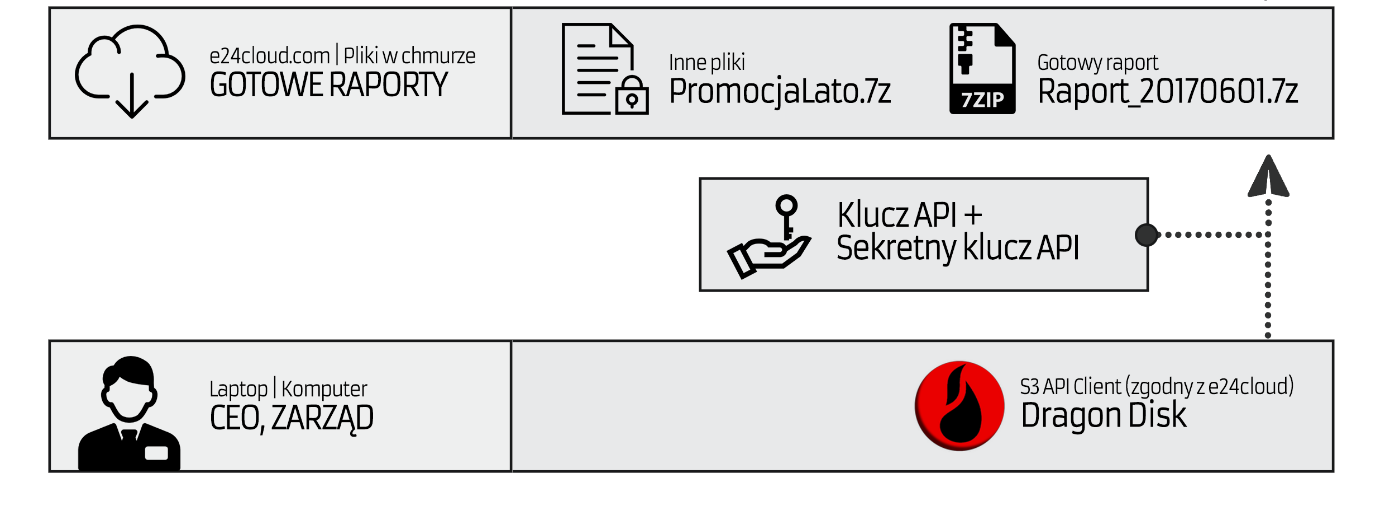 e24cloud.com | Pliki w chmurze
GOTOWE RAPORTY
Inne pliki
PromocjaLato.7z
7ZIP
Gotowy raport
Raport_20170601.7z
Klucz API +
Sekretny klucz API
Laptop | Komputer
CEO, ZARZĄD
S3 API Client (zgodny z e24cloud)
Dragon Disk